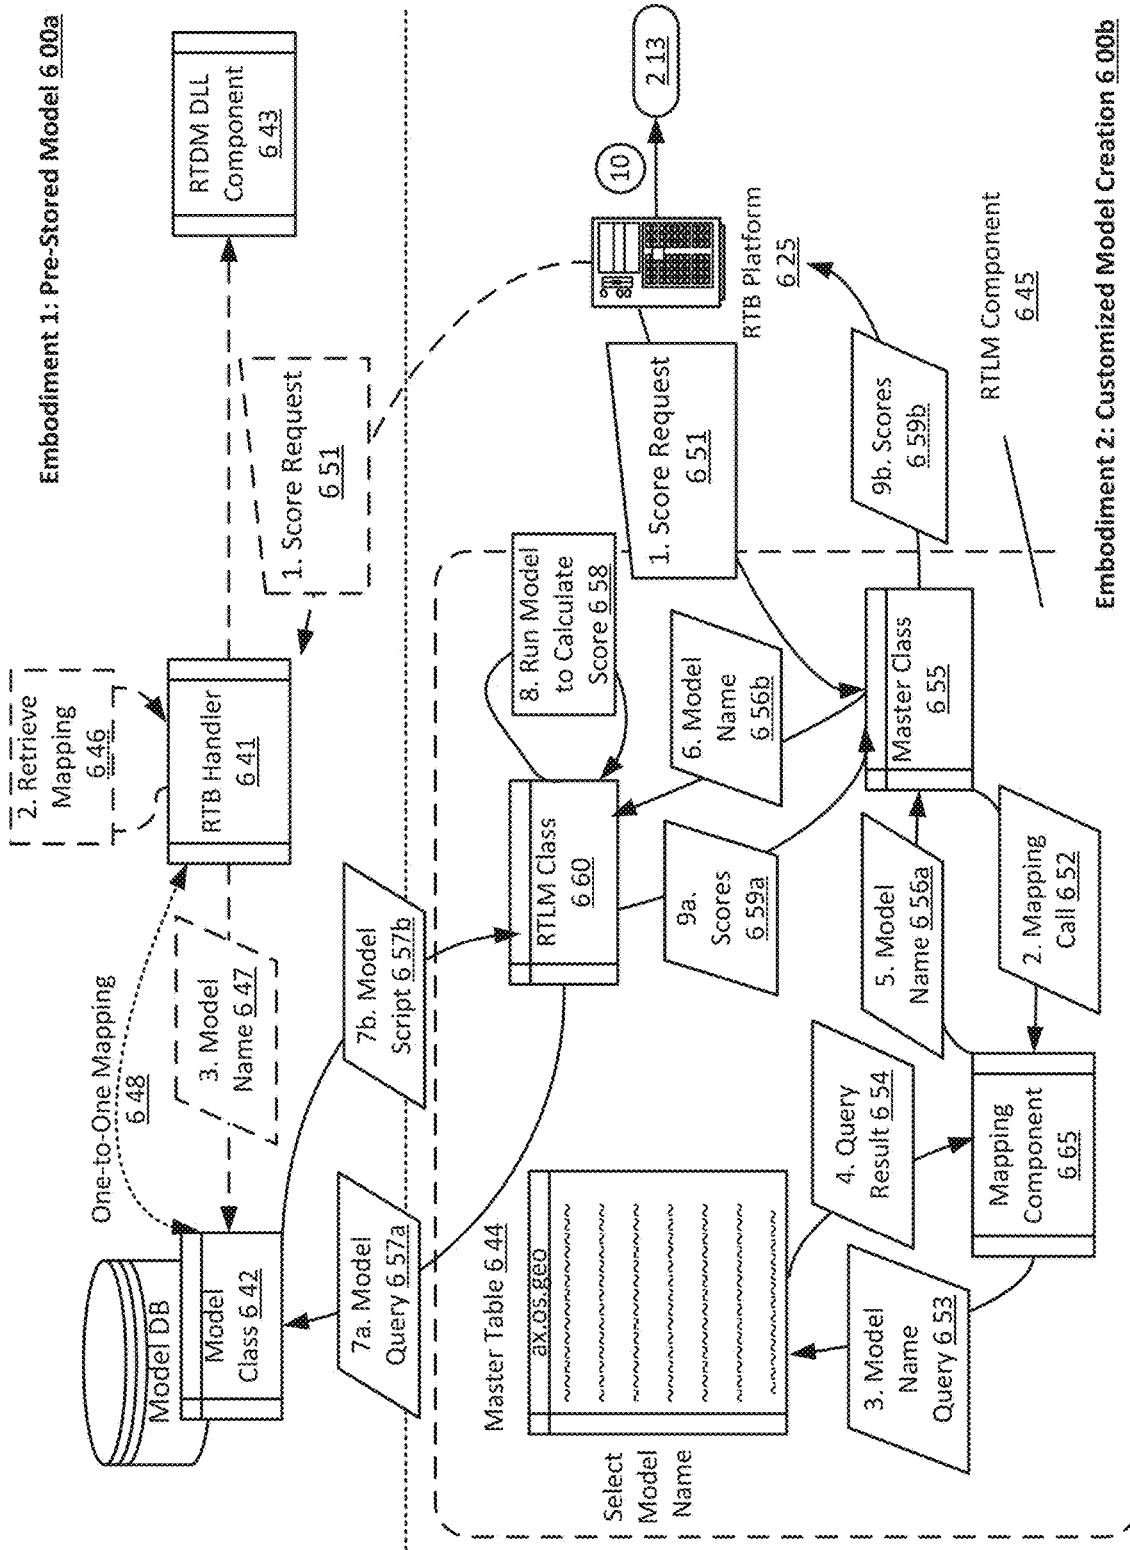 Embodiment 1: Pre-Stored Model 6 00a
RTDM DLL
Component
6 43
1. Score Request
6 51
2. Retrieve
Mapping
6 46
RTB Handler
6 41
One-to-One Mapping
6 48
3. Model
Name 6 47
Model DB
Model
Class 6 42
7a. Model
Query 6 57a
7b. Model
Script 6 57b
2 13
10
RTB Platform
6 25
1. Score Request
6 51
8. Run Model
to Calculate
Score 6 58
RTLM Class
6 60
6. Model
Name
6 56b
9a.
Scores
6 59a
Master Class
6 55
9b. Scores
6 59b
RTLM Component
6 45
5. Model
Name 6 56a
2. Mapping
Call 6 52
Mapping
Component
6 65
4. Query
Result 6 54
3. Model
Name
Query 6 53
Master Table 6 44
ax.os.geo
Select
Model
Name
Embodiment 2: Customized Model Creation 6 00b